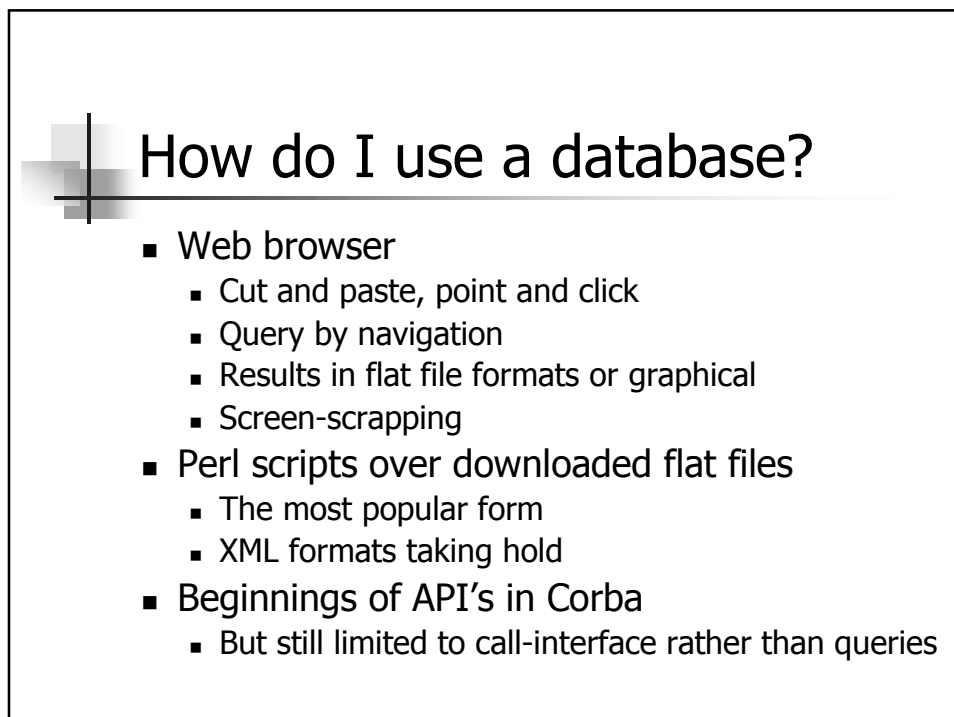 How do I use a database?
▪ Web browser
▪ Cut and paste, point and click
▪ Query by navigation
▪ Results in flat file formats or graphical
▪ Screen-scrapping
▪ Perl scripts over downloaded flat files
▪ The most popular form
▪ XML formats taking hold
▪ Beginnings of API’s in Corba
▪ But still limited to call-interface rather than queries